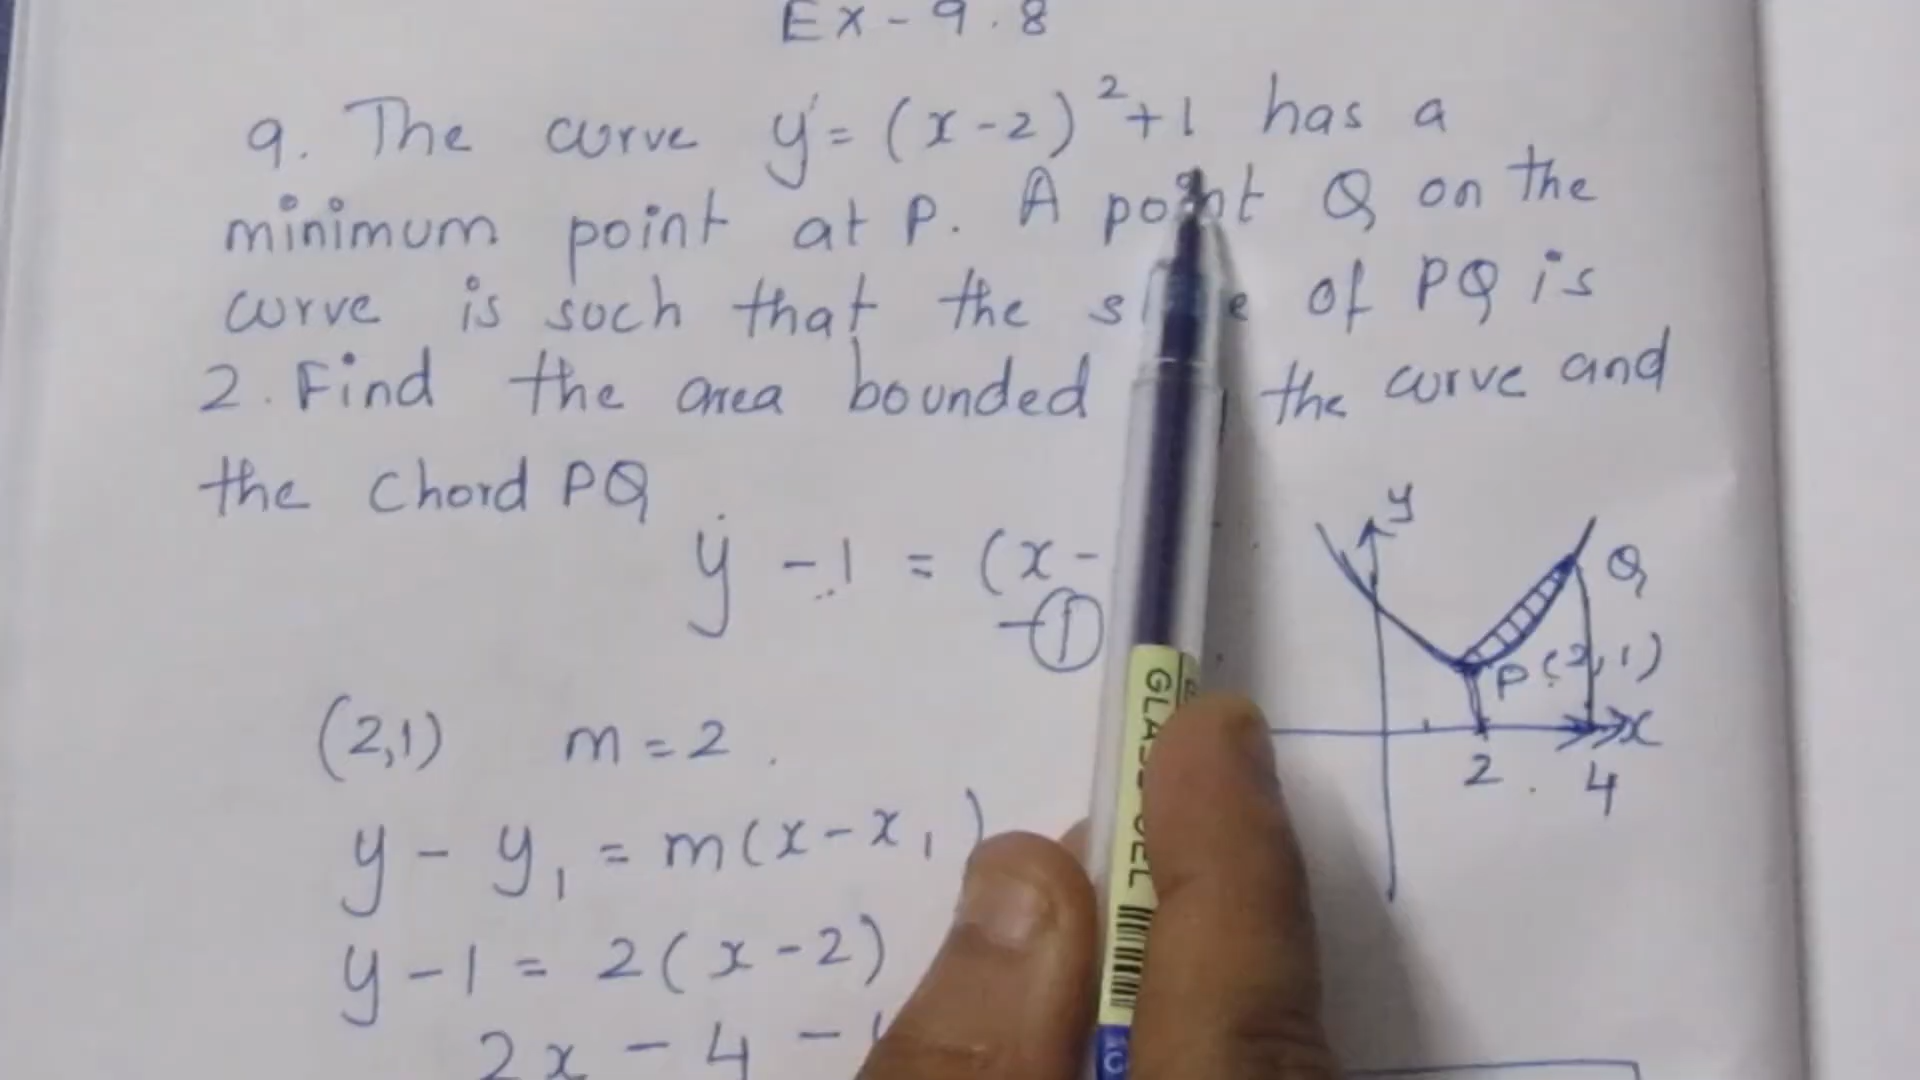 Ex - 9.8
9. The curve y = (x-2)² + 1 has a
minimum point at P. A point Q on the
curve is such that the of PQ is
2. Find the area bounded the curve and
the chord PQ
y - 1 = (x -
-①
(2,1) m = 2.
y - y₁ = m(x - x₁)
y - 1 = 2(x - 2)
2x - 4 -
y
Q
P(2,1)
x
2 4
GEL